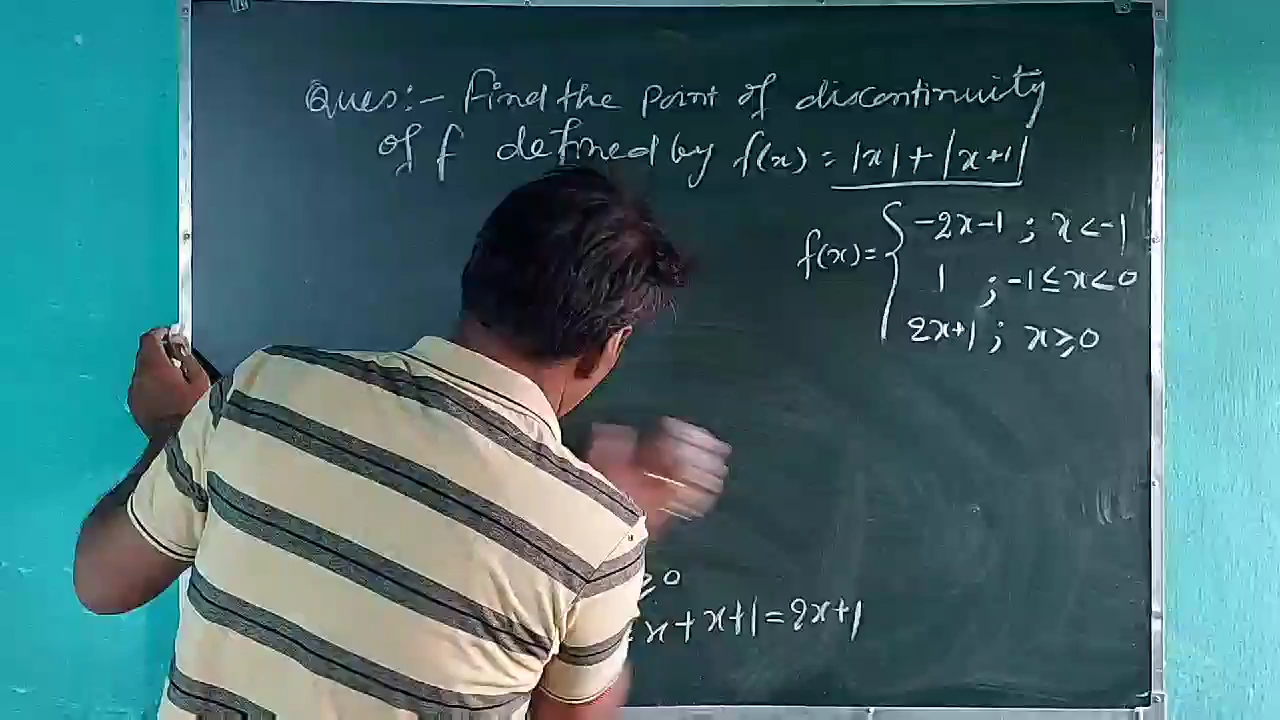 Ques:- Find the point of discontinuity
of f defined by f(x) = |x| + |x+1|
f(x) = { -2x-1 ; x < -1
1 ; -1 ≤ x < 0
2x+1 ; x ≥ 0
≥ 0
x + x+1 = 2x+1